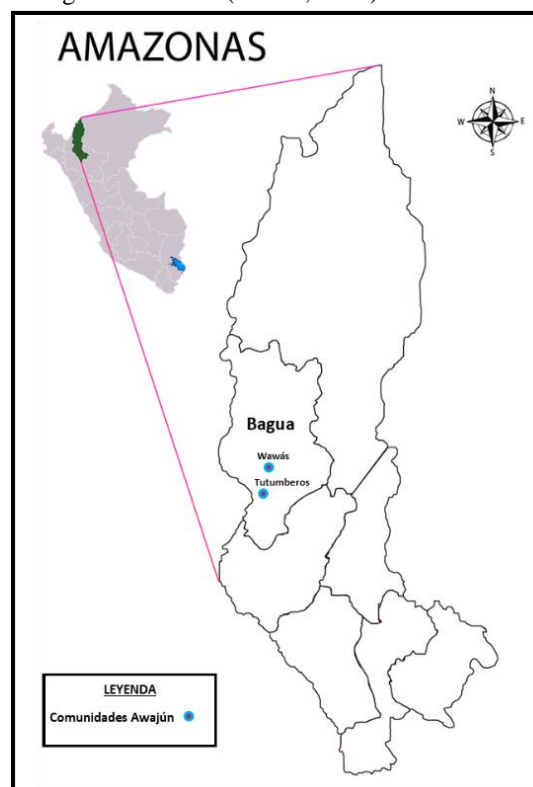 AMAZONAS
N
W
E
S
Bagua
Wawás
Tutumberos
LEYENDA
Comunidades Awajún